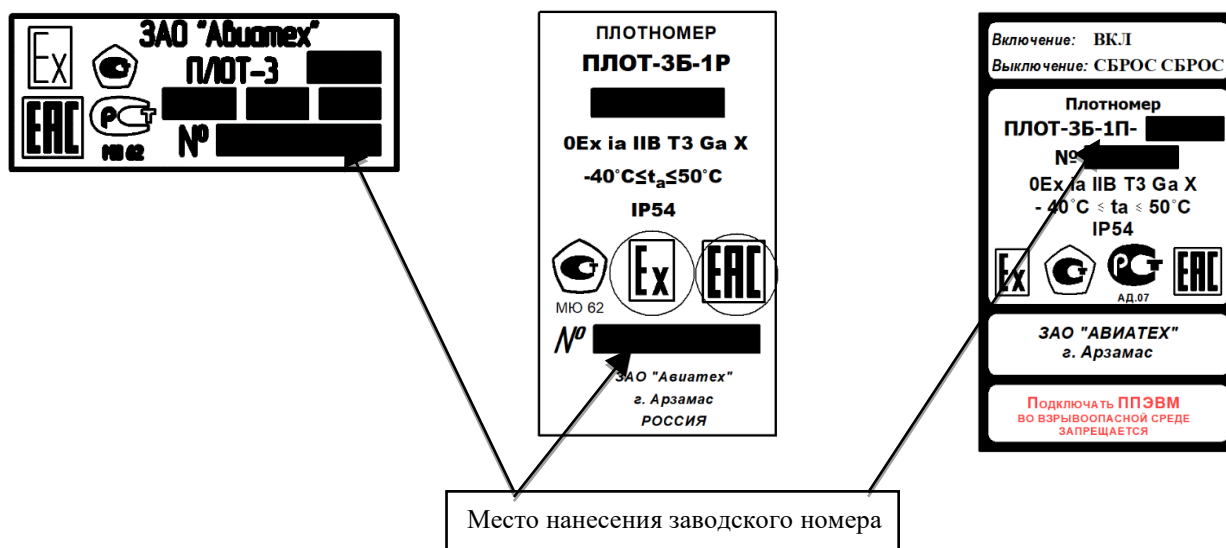 ЗАО "Авиатех"
Ex
ПЛОТ-3
ЕАС
РСТ
МВ 62
№
ПЛОТНОМЕР
ПЛОТ-3Б-1Р
0Ex ia IIB T3 Ga X
-40˚C≤tₐ≤50˚C
IP54
Ex ЕАС
МЮ 62
№
ЗАО "Авиатех"
г. Арзамас
РОССИЯ
Включение: ВКЛ
Выключение: СБРОС СБРОС
Плотномер
ПЛОТ-3Б-1П-
№
0Ex ia IIB T3 Ga X
- 40˚C ≤ ta ≤ 50˚C
IP54
Ex РСТ ЕАС
АД.07
ЗАО "АВИАТЕХ"
г. Арзамас
Подключать ППЭВМ
во взрывоопасной среде
запрещается
Место нанесения заводского номера